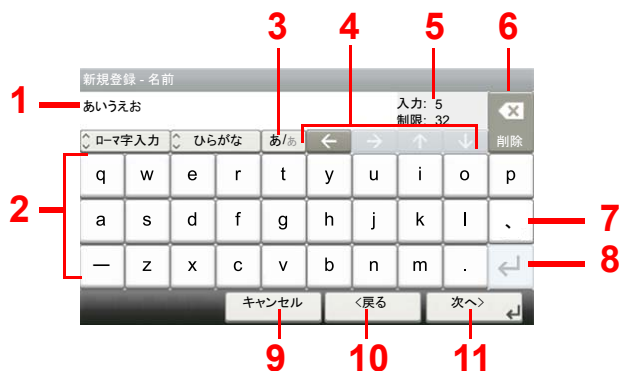 3 4 5 6
新規登録 - 名前
1 あいうえお 入力: 5
制限: 32
ローマ字入力 ひらがな あ/ぁ ← → ↑ ↓ 削除
2 q w e r t y u i o p
a s d f g h j k l 、 7
ー z x c v b n m . 8
キャンセル <戻る 次へ>
9 10 11